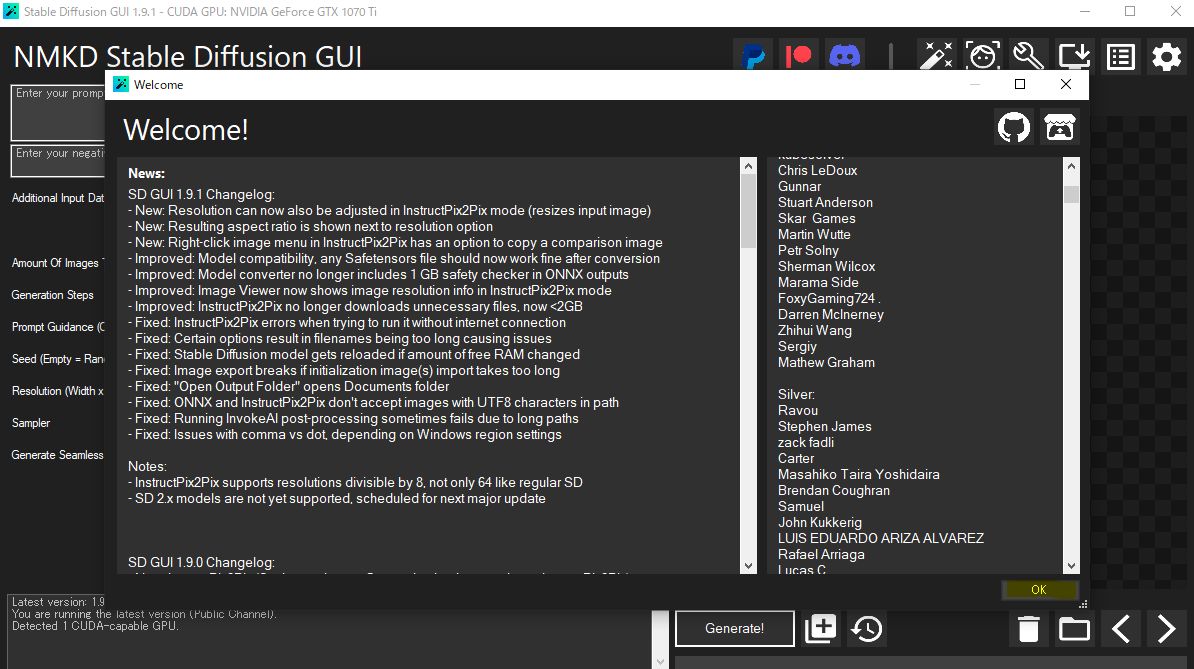 Stable Diffusion GUI 1.9.1 - CUDA GPU: NVIDIA GeForce GTX 1070 Ti
NMKD Stable Diffusion GUI
Enter your promp
Enter your negati
Additional Input Dat
Amount Of Images
Generation Steps
Prompt Guidance (C
Seed (Empty = Ran
Resolution (Width x
Sampler
Generate Seamless
Welcome
Welcome!
News:
SD GUI 1.9.1 Changelog:
- New: Resolution can now also be adjusted in InstructPix2Pix mode (resizes input image)
- New: Resulting aspect ratio is shown next to resolution option
- New: Right-click image menu in InstructPix2Pix has an option to copy a comparison image
- Improved: Model compatibility, any Safetensors file should now work fine after conversion
- Improved: Model converter no longer includes 1 GB safety checker in ONNX outputs
- Improved: Image Viewer now shows image resolution info in InstructPix2Pix mode
- Improved: InstructPix2Pix no longer downloads unnecessary files, now <2GB
- Fixed: InstructPix2Pix errors when trying to run it without internet connection
- Fixed: Certain options result in filenames being too long causing issues
- Fixed: Stable Diffusion model gets reloaded if amount of free RAM changed
- Fixed: Image export breaks if initialization image(s) import takes too long
- Fixed: "Open Output Folder" opens Documents folder
- Fixed: ONNX and InstructPix2Pix don't accept images with UTF8 characters in path
- Fixed: Running InvokeAI post-processing sometimes fails due to long paths
- Fixed: Issues with comma vs dot, depending on Windows region settings
Notes:
- InstructPix2Pix supports resolutions divisible by 8, not only 64 like regular SD
- SD 2.x models are not yet supported, scheduled for next major update
SD GUI 1.9.0 Changelog:
Chris LeDoux
Gunnar
Stuart Anderson
Skar Games
Martin Wutte
Petr Solny
Sherman Wilcox
Marama Side
FoxyGaming724 .
Darren McInerney
Zhihui Wang
Sergiy
Mathew Graham
Silver:
Ravou
Stephen James
zack fadli
Carter
Masahiko Taira Yoshidaira
Brendan Coughran
Samuel
John Kukkerig
LUIS EDUARDO ARIZA ALVAREZ
Rafael Arriaga
Lucas C
OK
Latest version: 1.9
You are running the latest version (Public Channel).
Detected 1 CUDA-capable GPU.
Generate!